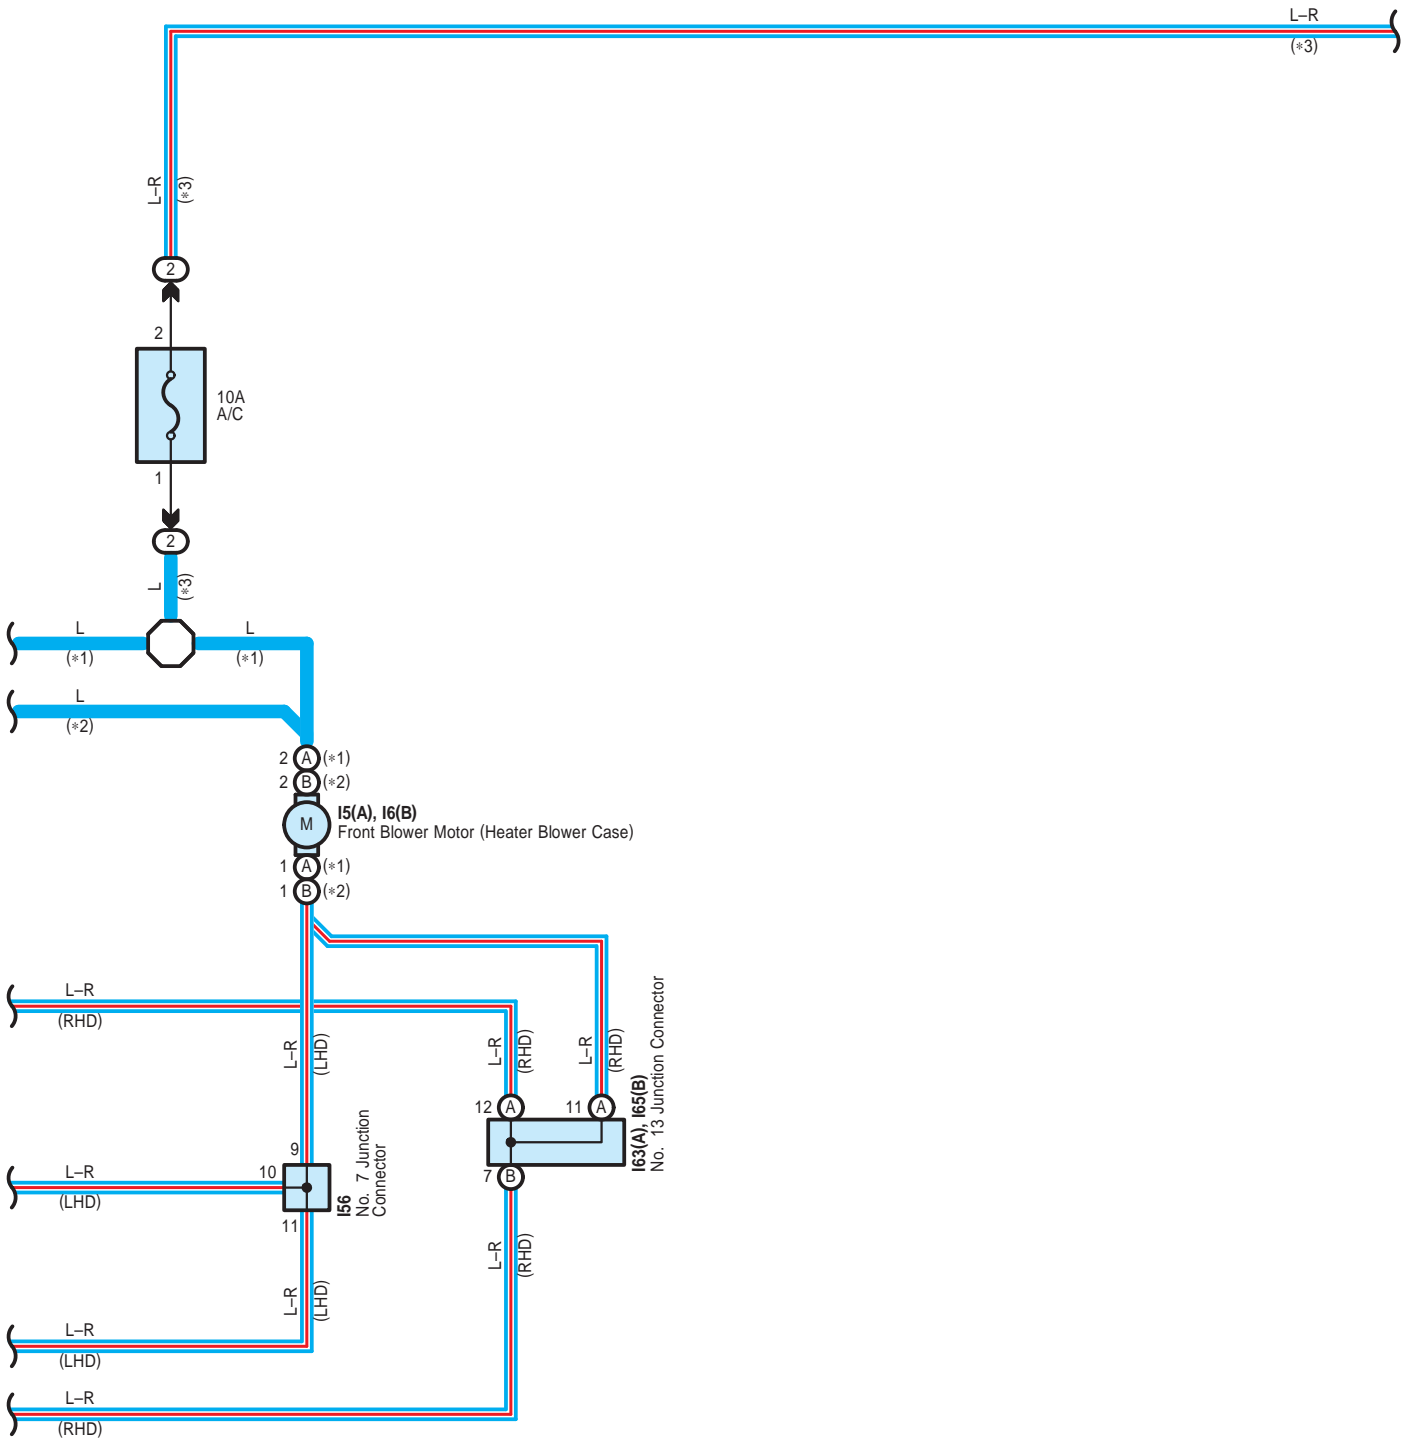 L–R
(*3)
L–R
(*3)
2
2
10A
A/C
1
2
L
(*3)
L
(*1)
L
(*1)
L
(*2)
2 A (*1)
2 B (*2)
M
I5(A), I6(B)
Front Blower Motor (Heater Blower Case)
1 A (*1)
1 B (*2)
L–R
(RHD)
L–R
(LHD)
L–R
(RHD)
L–R
(RHD)
12 A
11 A
I63(A), I65(B)
No. 13 Junction Connector
7 B
9
10
11
I56
No. 7 Junction
Connector
L–R
(LHD)
L–R
(RHD)
L–R
(LHD)
L–R
(LHD)
L–R
(RHD)